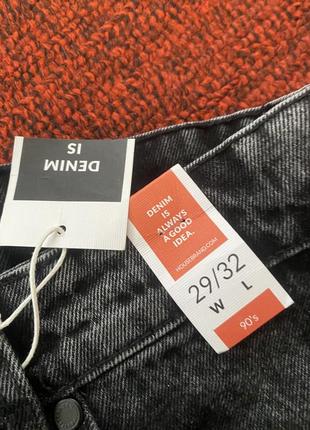 DENIM
IS
DENIM
IS
ALWAYS
A GOOD
IDEA.
HOUSEBRAND.COM
29/32
W L
90's